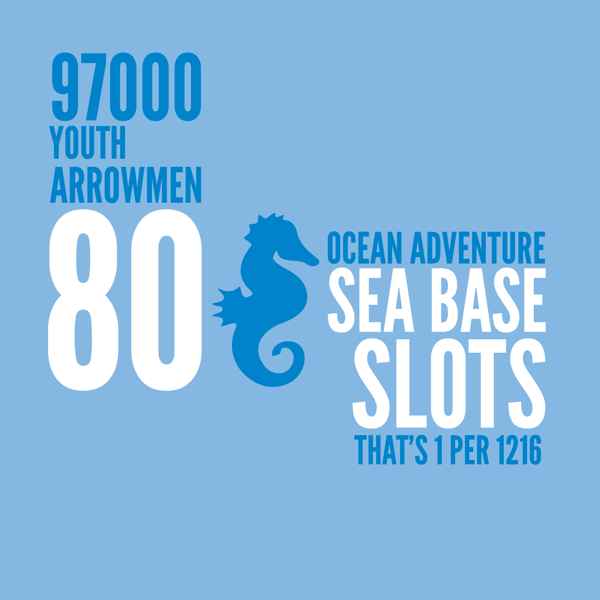 97000
YOUTH
ARROWMEN
80
OCEAN ADVENTURE
SEA BASE
SLOTS
THAT'S 1 PER 1216